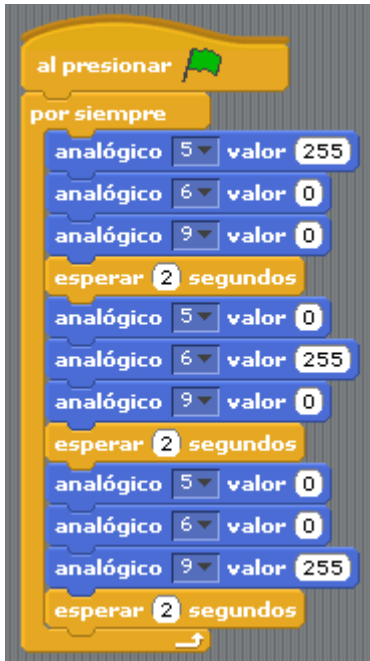 al presionar
por siempre
analógico 5 valor 255
analógico 6 valor 0
analógico 9 valor 0
esperar 2 segundos
analógico 5 valor 0
analógico 6 valor 255
analógico 9 valor 0
esperar 2 segundos
analógico 5 valor 0
analógico 6 valor 0
analógico 9 valor 255
esperar 2 segundos